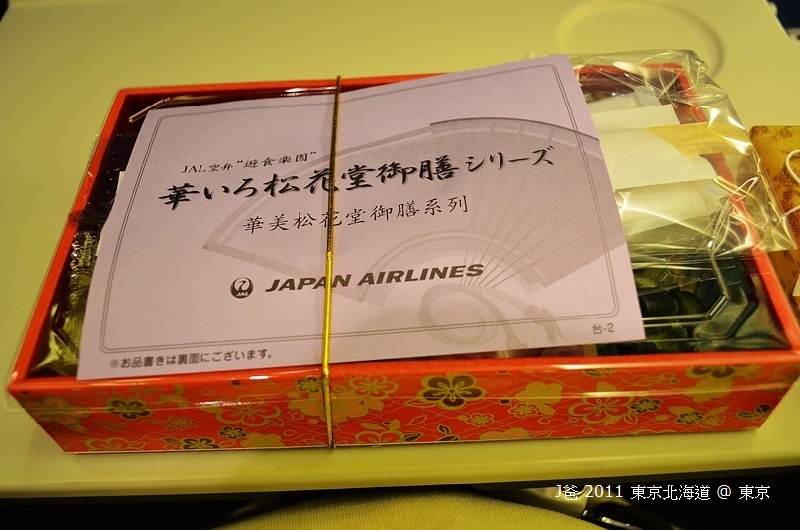 JAL空弁"遊食楽園"
華いろ松花堂御膳シリーズ
華美松花堂御膳系列
JAL JAPAN AIRLINES
台-2
※お品書きは裏面にございます。
J爸 2011 東京北海道 @ 東京